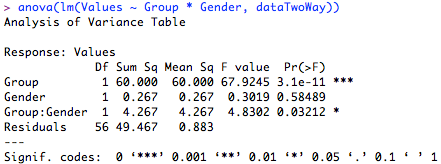 > anova(lm(Values ~ Group * Gender, dataTwoWay))
Analysis of Variance Table

Response: Values
             Df Sum Sq Mean Sq F value  Pr(>F)
Group         1 60.000  60.000 67.9245 3.1e-11 ***
Gender        1  0.267   0.267  0.3019 0.58489
Group:Gender  1  4.267   4.267  4.8302 0.03212 *
Residuals    56 49.467   0.883
---
Signif. codes:  0 ‘***’ 0.001 ‘**’ 0.01 ‘*’ 0.05 ‘.’ 0.1 ‘ ’ 1